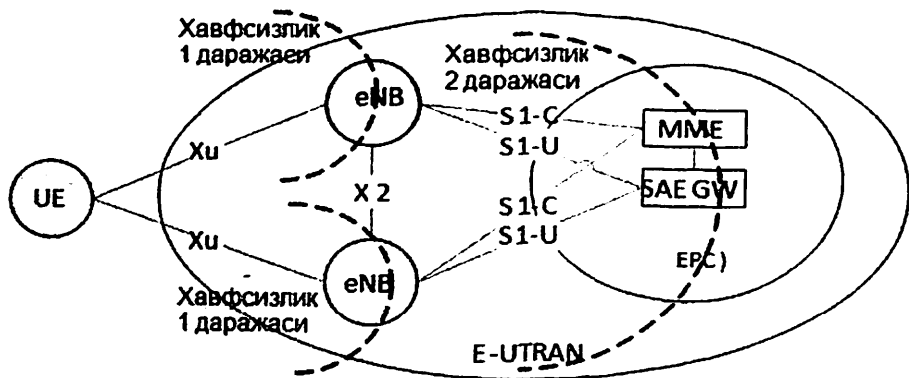 Хавфсизлик
1 даражаси
Хавфсизлик
2 даражаси
eNB
S1-C
MME
S1-U
Xu
UE
X 2
SAE GW
S1-C
S1-U
Xu
EPC)
eNB
Хавфсизлик
1 даражаси
E-UTRAN